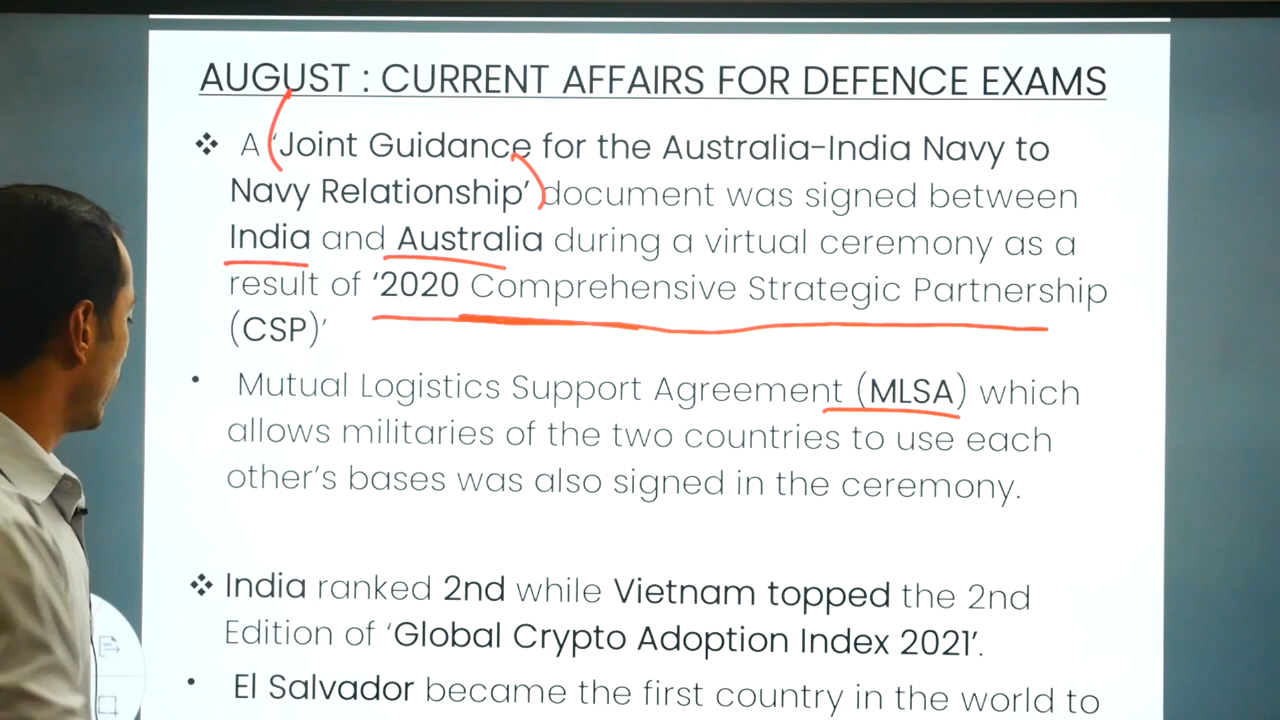 AUGUST : CURRENT AFFAIRS FOR DEFENCE EXAMS
❖ A 'Joint Guidance for the Australia-India Navy to
Navy Relationship' document was signed between
India and Australia during a virtual ceremony as a
result of '2020 Comprehensive Strategic Partnership
(CSP)'
• Mutual Logistics Support Agreement (MLSA) which
allows militaries of the two countries to use each
other's bases was also signed in the ceremony.
❖ India ranked 2nd while Vietnam topped the 2nd
Edition of 'Global Crypto Adoption Index 2021'.
• El Salvador became the first country in the world to